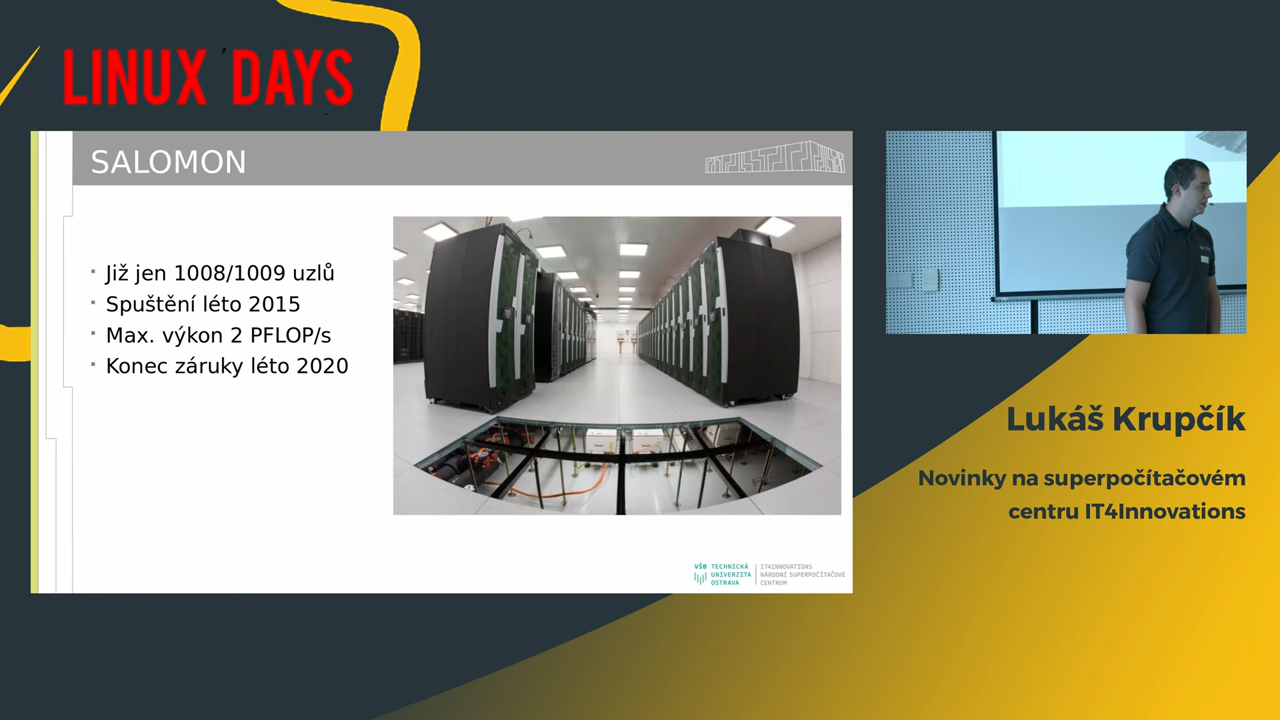 LINUX DAYS
SALOMON
Již jen 1008/1009 uzlů
Spuštění léto 2015
Max. výkon 2 PFLOP/s
Konec záruky léto 2020
VŠB TECHNICKÁ
UNIVERZITA
OSTRAVA
IT4INNOVATIONS
NÁRODNÍ SUPERPOČÍTAČOVÉ
CENTRUM
Lukáš Krupčík
Novinky na superpočítačovém
centru IT4Innovations